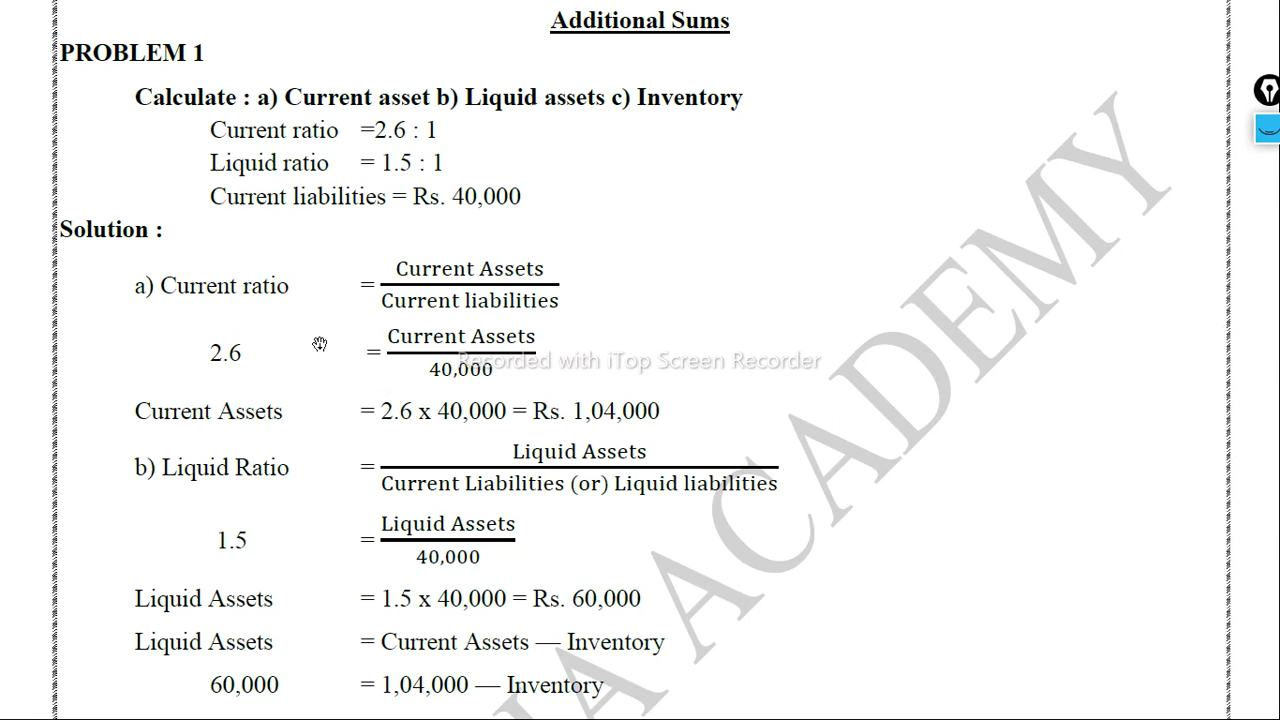 Additional Sums
PROBLEM 1
Calculate : a) Current asset b) Liquid assets c) Inventory
Current ratio =2.6 : 1
Liquid ratio = 1.5 : 1
Current liabilities = Rs. 40,000
Solution :
a) Current ratio = Current Assets / Current liabilities
2.6 = Current Assets / 40,000
Recorded with iTop Screen Recorder
Current Assets = 2.6 x 40,000 = Rs. 1,04,000
b) Liquid Ratio = Liquid Assets / Current Liabilities (or) Liquid liabilities
1.5 = Liquid Assets / 40,000
Liquid Assets = 1.5 x 40,000 = Rs. 60,000
Liquid Assets = Current Assets — Inventory
60,000 = 1,04,000 — Inventory
ACADEMY